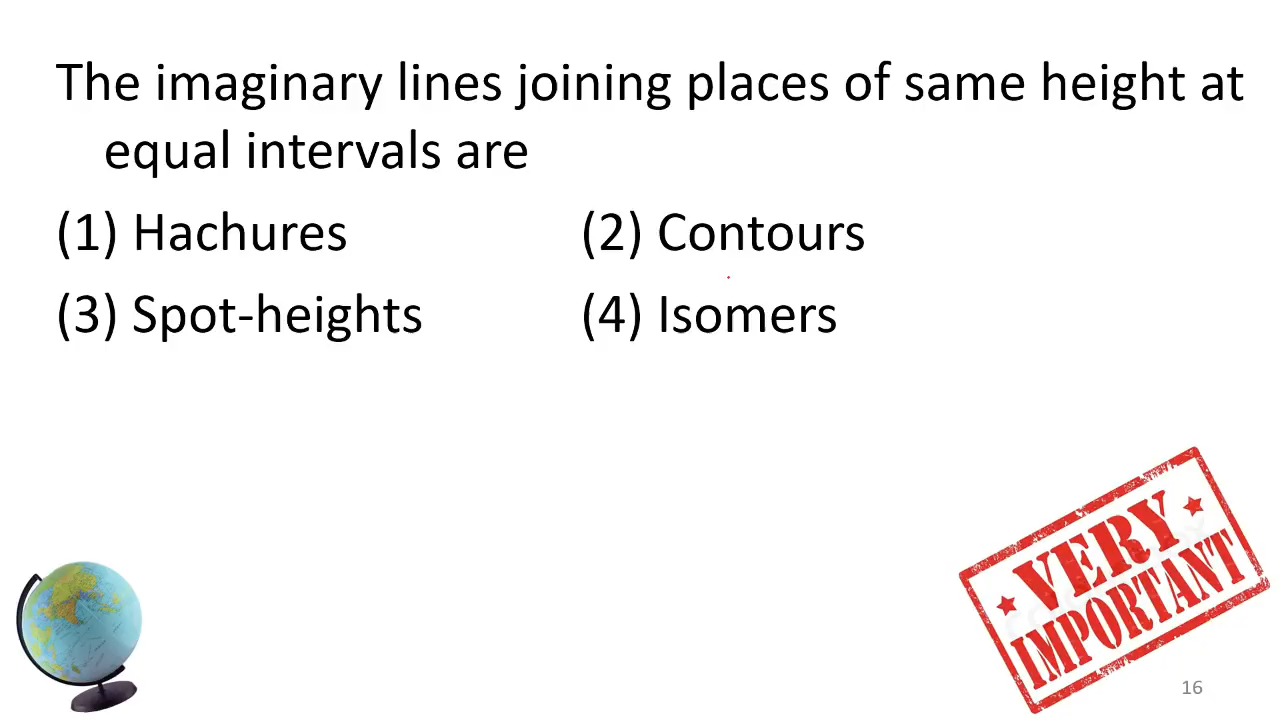 The imaginary lines joining places of same height at
equal intervals are
(1) Hachures (2) Contours
(3) Spot-heights (4) Isomers
VERY
IMPORTANT
16